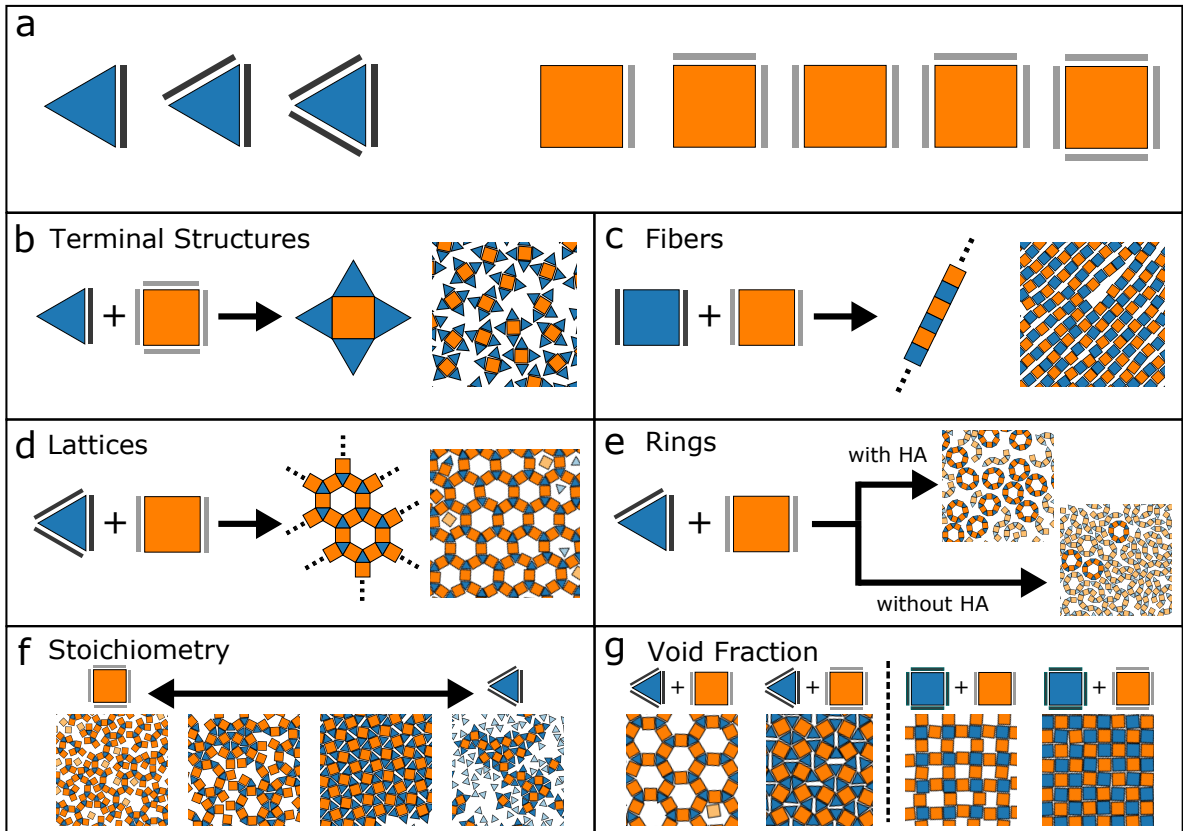 a
b Terminal Structures
+
c Fibers
+
d Lattices
+
e Rings
+
with HA
without HA
f Stoichiometry
g Void Fraction
+ + + +